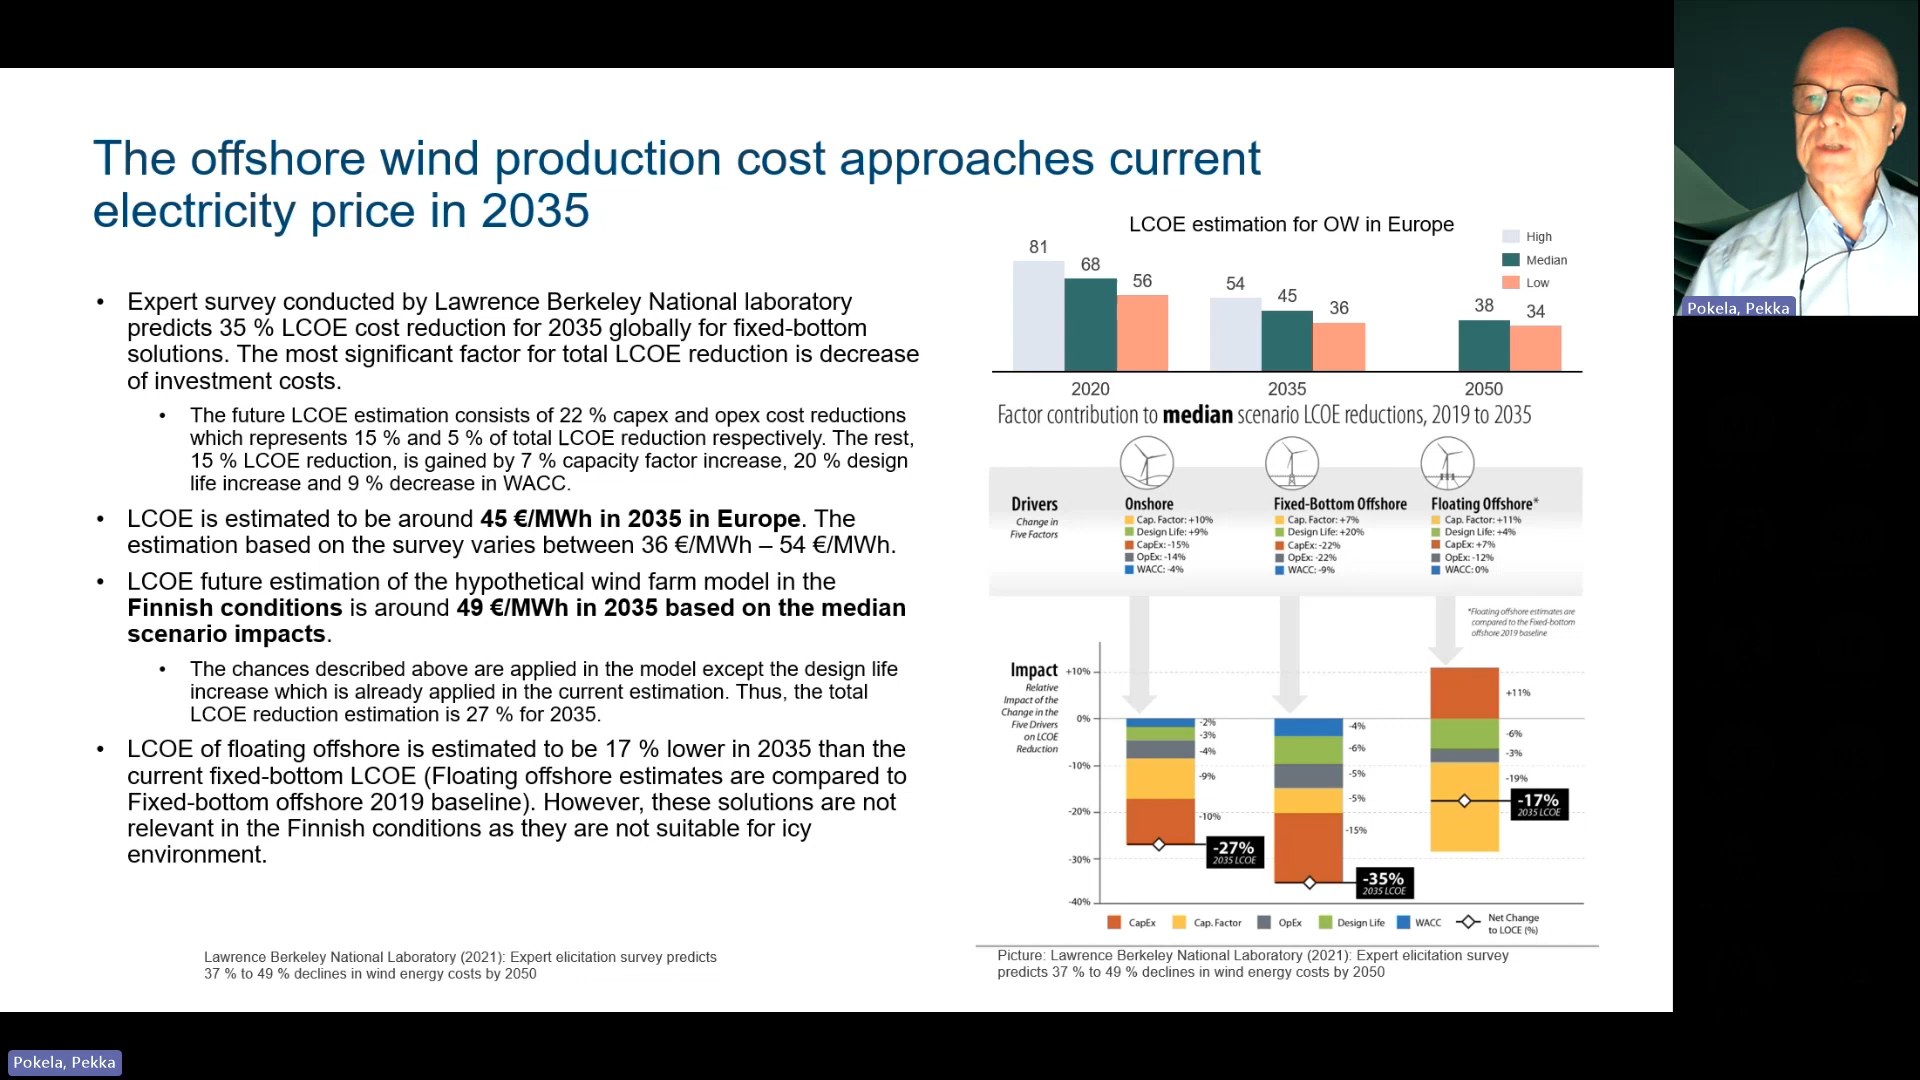 The offshore wind production cost approaches current
electricity price in 2035
• Expert survey conducted by Lawrence Berkeley National laboratory
predicts 35 % LCOE cost reduction for 2035 globally for fixed-bottom
solutions. The most significant factor for total LCOE reduction is decrease
of investment costs.
• The future LCOE estimation consists of 22 % capex and opex cost reductions
which represents 15 % and 5 % of total LCOE reduction respectively. The rest,
15 % LCOE reduction, is gained by 7 % capacity factor increase, 20 % design
life increase and 9 % decrease in WACC.
• LCOE is estimated to be around 45 €/MWh in 2035 in Europe. The
estimation based on the survey varies between 36 €/MWh – 54 €/MWh.
• LCOE future estimation of the hypothetical wind farm model in the
Finnish conditions is around 49 €/MWh in 2035 based on the median
scenario impacts.
• The chances described above are applied in the model except the design life
increase which is already applied in the current estimation. Thus, the total
LCOE reduction estimation is 27 % for 2035.
• LCOE of floating offshore is estimated to be 17 % lower in 2035 than the
current fixed-bottom LCOE (Floating offshore estimates are compared to
Fixed-bottom offshore 2019 baseline). However, these solutions are not
relevant in the Finnish conditions as they are not suitable for icy
environment.
Lawrence Berkeley National Laboratory (2021): Expert elicitation survey predicts
37 % to 49 % declines in wind energy costs by 2050
LCOE estimation for OW in Europe
High
Median
Low
81
68
56
54
45
36
38
34
2020 2035 2050
Factor contribution to median scenario LCOE reductions, 2019 to 2035
Drivers
Change in
Five Factors
Onshore
Cap. Factor: +10%
Design Life: +9%
CapEx: -15%
OpEx: -14%
WACC: -4%
Fixed-Bottom Offshore
Cap. Factor: +7%
Design Life: +20%
CapEx: -22%
OpEx: -22%
WACC: -9%
Floating Offshore*
Cap. Factor: +11%
Design Life: +4%
CapEx: +7%
OpEx: -12%
WACC: 0%
*Floating offshore estimates are
compared to the Fixed-bottom
offshore 2019 baseline
Impact
Relative
Impact of the
Change in the
Five Drivers
on LCOE
Reduction
+10%
0%
-10%
-20%
-30%
-40%
-2%
-3%
-4%
-9%
-10%
-27%
2035 LCOE
-4%
-6%
-5%
-5%
-15%
-35%
2035 LCOE
+11%
-6%
-3%
-19%
-17%
2035 LCOE
CapEx Cap. Factor OpEx Design Life WACC Net Change
to LOCE (%)
Picture: Lawrence Berkeley National Laboratory (2021): Expert elicitation survey
predicts 37 % to 49 % declines in wind energy costs by 2050
Pokela, Pekka
Pokela, Pekka